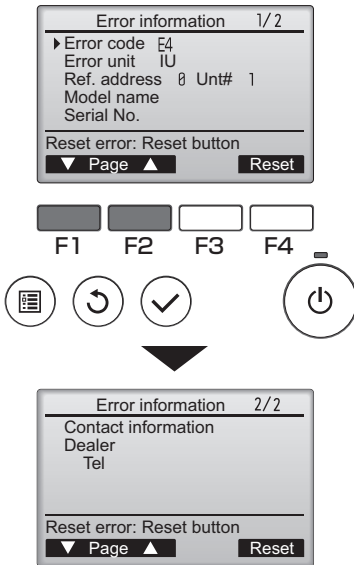 Error information 1/2
Error code E4
Error unit IU
Ref. address 0 Unt# 1
Model name
Serial No.
Reset error: Reset button
▼ Page ▲ Reset
F1 F2 F3 F4
Error information 2/2
Contact information
Dealer
Tel
Reset error: Reset button
▼ Page ▲ Reset